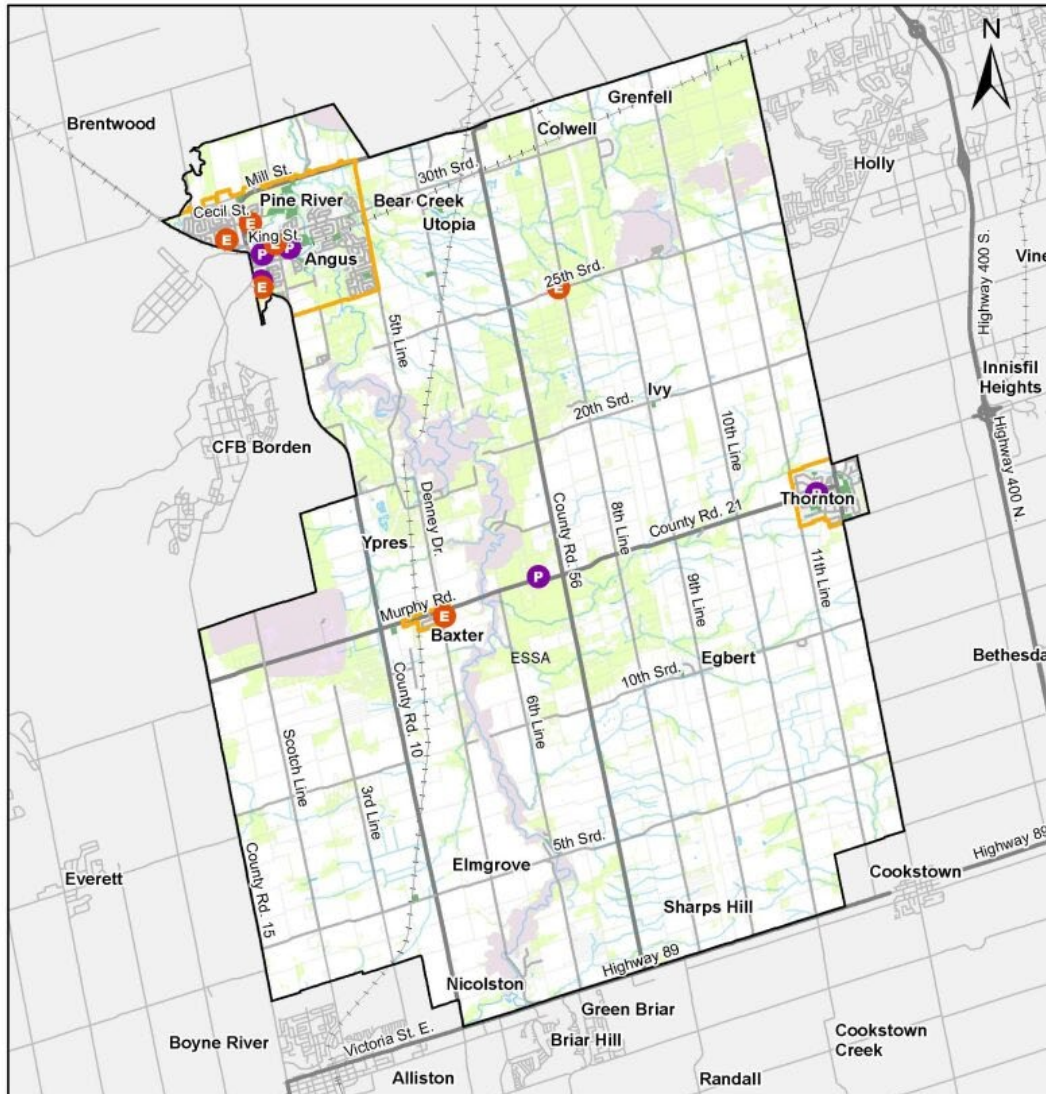 N
Grenfell
Brentwood
Colwell
Holly
Mill St.
30th Srd.
Pine River
Bear Creek
Cecil St.
Utopia
E
King St.
E
E
P
P
Angus
Vine
E
25th Srd.
E
Highway 400 S.
5th Line
Innisfil
Heights
Ivy
20th Srd.
10th Line
CFB Borden
Highway 400 N.
Denney Dr.
Thornton
County Rd. 21
8th Line
County Rd. 56
Ypres
11th Line
P
9th Line
Murphy Rd.
E
Baxter
ESSA
Egbert
Bethesda
10th Srd.
County Rd. 10
6th Line
Scotch Line
3rd Line
5th Srd.
Elmgrove
Highway 89
Everett
Cookstown
County Rd. 15
Sharps Hill
Highway 89
Nicolston
Green Briar
Boyne River
Victoria St. E.
Briar Hill
Cookstown
Creek
Alliston
Randall